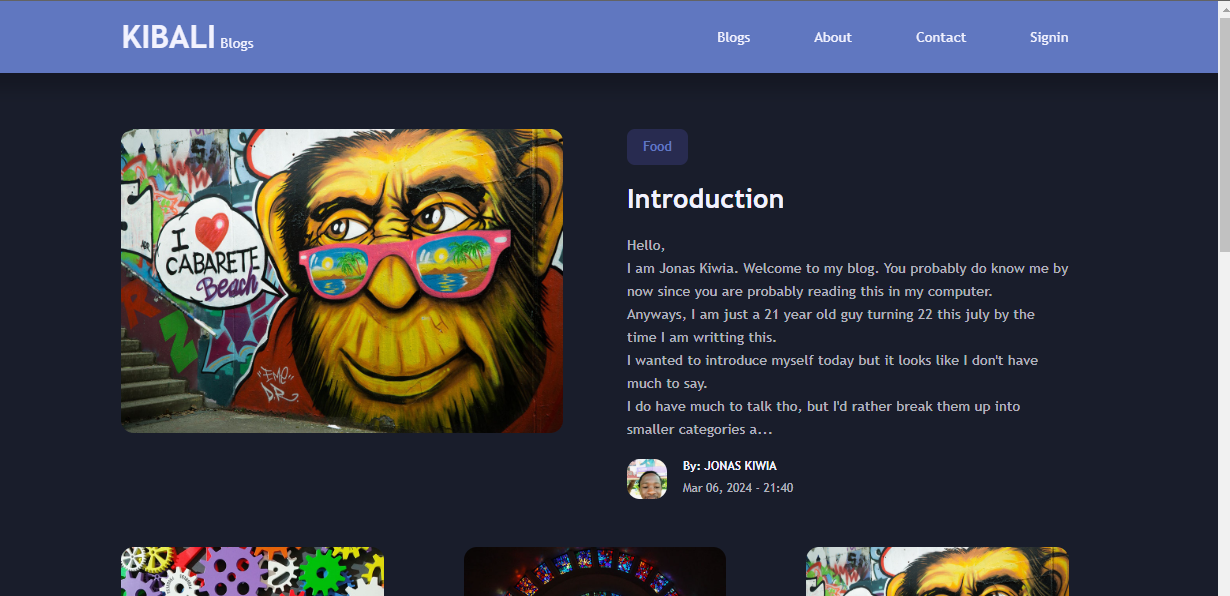 KIBALI Blogs
Blogs
About
Contact
Signin
I
CABARETE
Beach
EME
D.R.
Food
Introduction
Hello,
I am Jonas Kiwia. Welcome to my blog. You probably do know me by
now since you are probably reading this in my computer.
Anyways, I am just a 21 year old guy turning 22 this july by the
time I am writting this.
I wanted to introduce myself today but it looks like I don't have
much to say.
I do have much to talk tho, but I'd rather break them up into
smaller categories a...
By: JONAS KIWIA
Mar 06, 2024 - 21:40